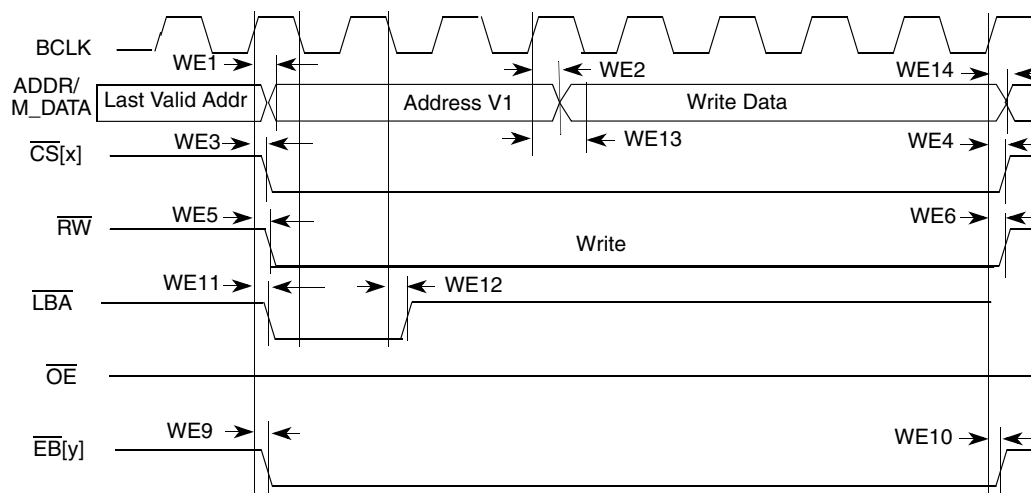 BCLK
WE1
WE2
WE14
ADDR/
M_DATA
Last Valid Addr
Address V1
Write Data
WE3
WE13
WE4
CS[x]
WE5
WE6
RW
Write
WE11
WE12
LBA
OE
WE9
WE10
EB[y]